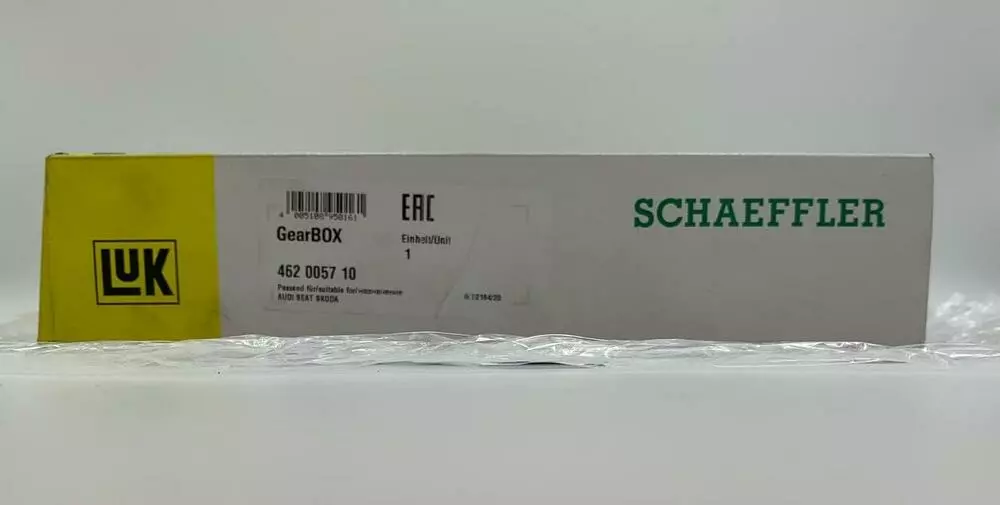 LUK
4 005108 950161
EAC
GearBOX
Einheit/Unit
1
462 0057 10
Passend für/suitable for/
AUDI SEAT SKODA
SCHAEFFLER